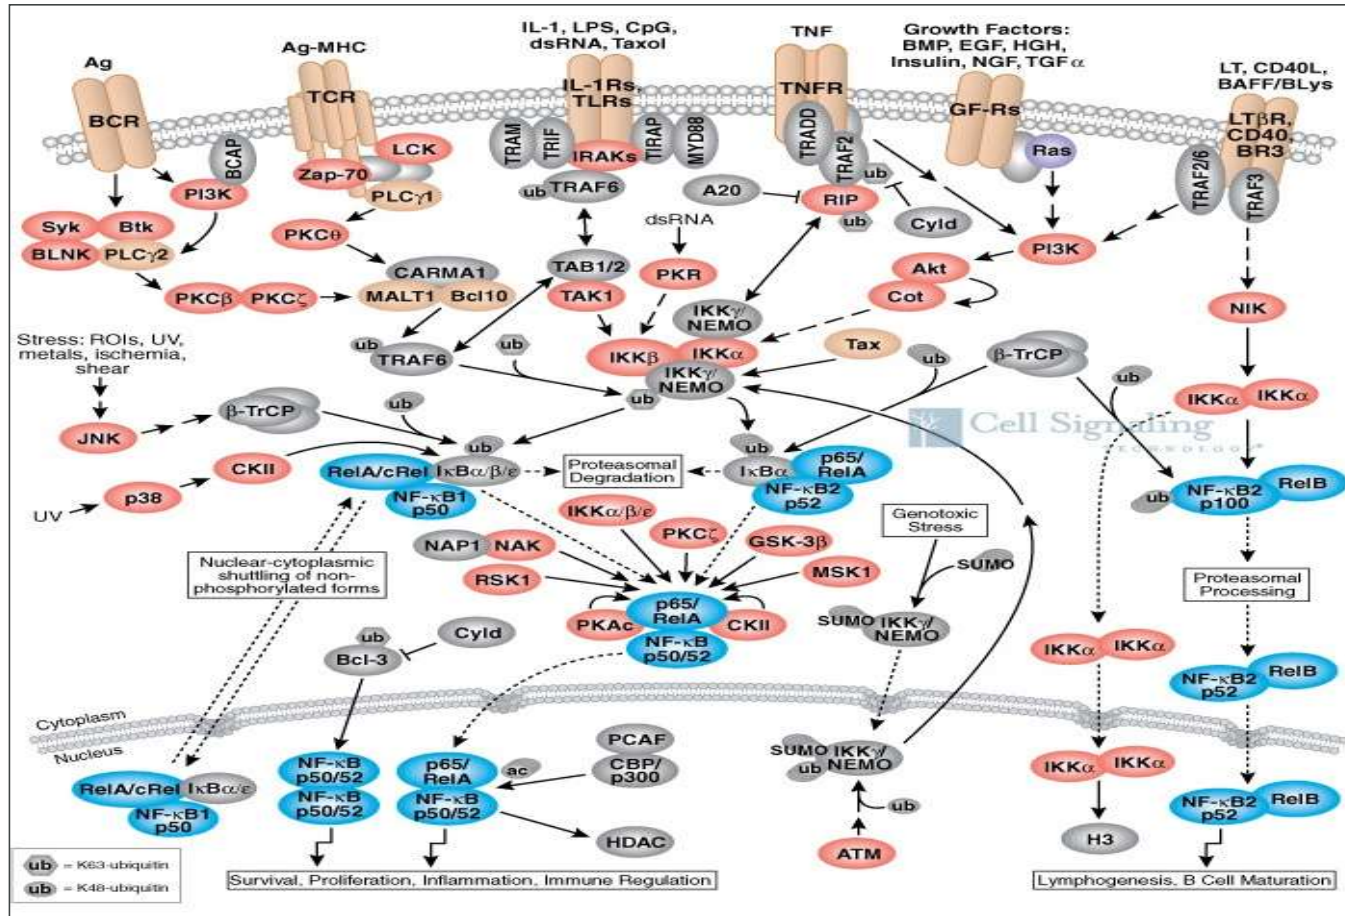 IL-1, LPS, CpG,
dsRNA, Taxol
TNF
Growth Factors:
BMP, EGF, HGH,
Insulin, NGF, TGFα
Ag-MHC
Ag
LT, CD40L,
BAFF/BLys
BCR
TCR
IL-1Rs,
TLRs
TNFR
GF-Rs
LTβR,
CD40,
BR3
BCAP
LCK
Zap-70
PLCγ1
TRAM
TRIF
IRAKs
TIRAP
MYD88
TRADD
TRAF2
Ras
TRAF2/6
TRAF3
PI3K
ub
TRAF6
A20
RIP
ub
ub
Cyld
PI3K
Syk
Btk
BLNK
PLCγ2
PKCθ
dsRNA
PKR
Akt
Cot
NIK
CARMA1
MALT1
Bcl10
TAB1/2
TAK1
PKCβ
PKCζ
IKKγ/
NEMO
IKKβ
IKKα
IKKγ/
NEMO
ub
Tax
ub
β-TrCP
ub
Stress: ROIs, UV,
metals, ischemia,
shear
ub
TRAF6
ub
IKKα
IKKα
Cell Signaling
TECHNOLOGY®
JNK
β-TrCP
ub
ub
ub
CKII
RelA/cRel
IκBα/β/ε
NF-κB1
p50
Proteasomal
Degradation
IκBα
p65/
RelA
NF-κB2
p52
UV
p38
ub
NF-κB2
p100
RelB
IKKα/β/ε
PKCζ
GSK-3β
Genotoxic
Stress
NAP1
NAK
RSK1
MSK1
SUMO
Nuclear-cytoplasmic
shuttling of non-
phosphorylated forms
Proteasomal
Processing
PKAc
p65/
RelA
CKII
NF-κB
p50/52
SUMO
IKKγ/
NEMO
ub
Bcl-3
Cyld
IKKα
IKKα
NF-κB2
p52
RelB
Cytoplasm
Nucleus
RelA/cRel
IκBα/ε
NF-κB1
p50
NF-κB
p50/52
NF-κB
p50/52
p65/
RelA
ac
NF-κB
p50/52
PCAF
CBP/
p300
HDAC
SUMO
IKKγ/
NEMO
ub
ub
ATM
IKKα
IKKα
H3
NF-κB2
p52
RelB
ub = K63-ubiquitin
ub = K48-ubiquitin
Survival, Proliferation, Inflammation, Immune Regulation
Lymphogenesis, B Cell Maturation